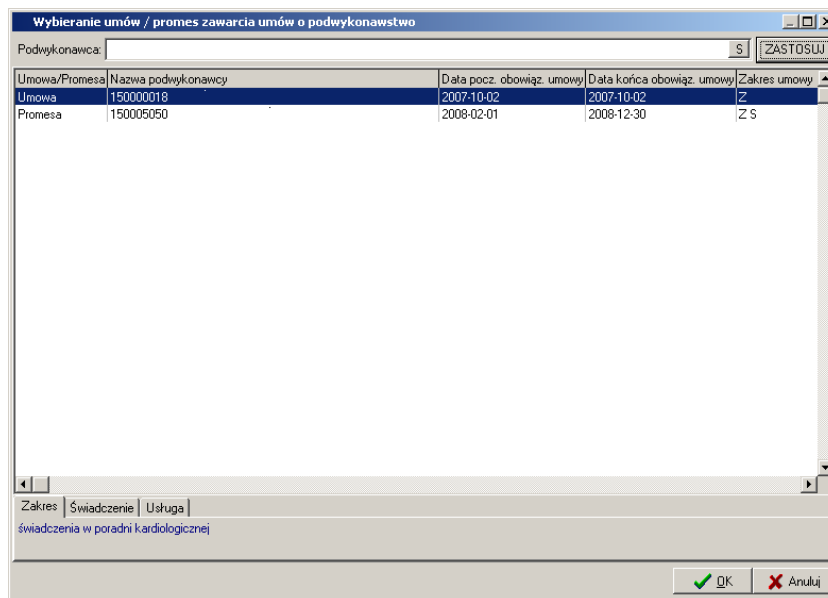 Wybieranie umów / promes zawarcia umów o podwykonawstwo
Podwykonawca: S ZASTOSUJ
Umowa/Promesa Nazwa podwykonawcy Data pocz. obowiąz. umowy Data końca obowiąz. umowy Zakres umowy
Umowa 150000018 2007-10-02 2007-10-02 Z
Promesa 150005050 2008-02-01 2008-12-30 Z S
Zakres Świadczenie Usługa
świadczenia w poradni kardiologicznej
OK Anuluj